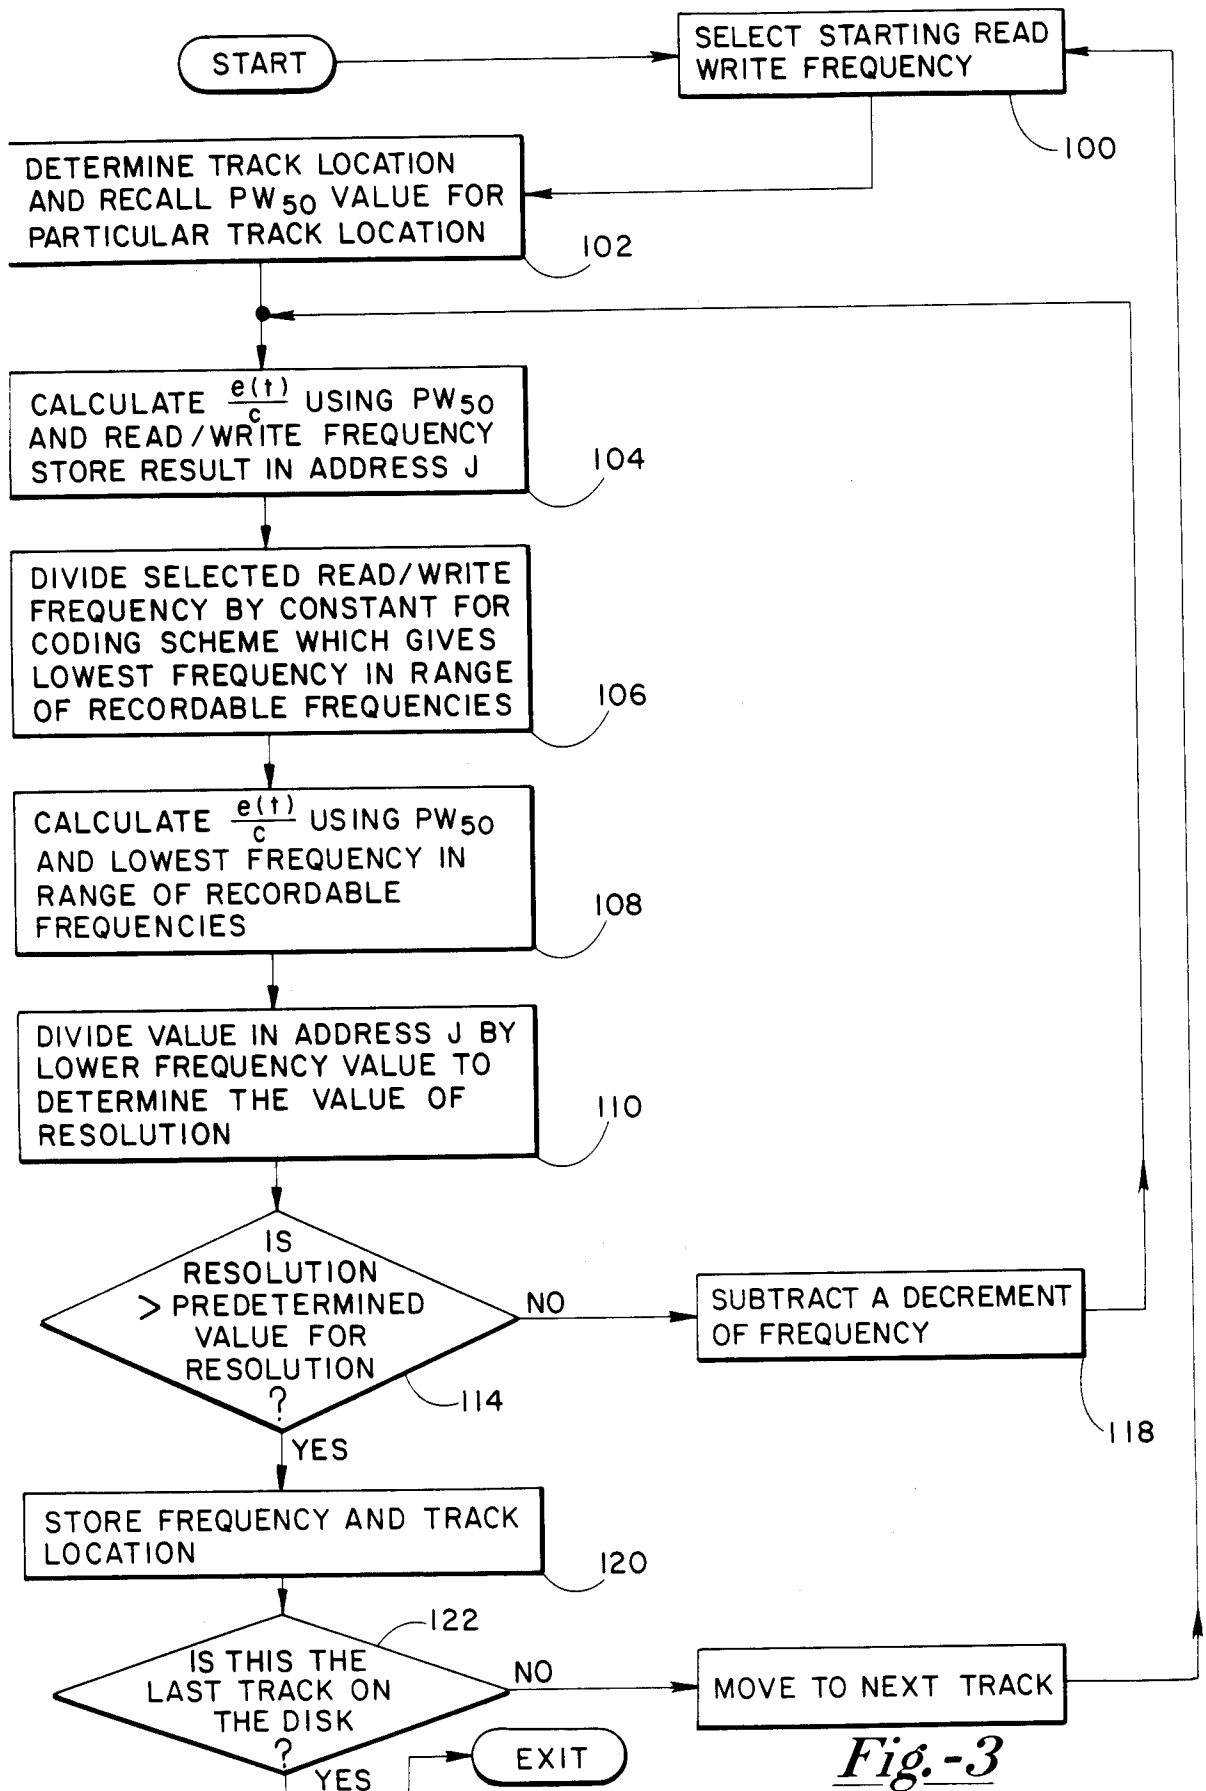 START
SELECT STARTING READ
WRITE FREQUENCY
100
DETERMINE TRACK LOCATION
AND RECALL PW50 VALUE FOR
PARTICULAR TRACK LOCATION
102
CALCULATE e(t)/c USING PW50
AND READ/WRITE FREQUENCY
STORE RESULT IN ADDRESS J
104
DIVIDE SELECTED READ/WRITE
FREQUENCY BY CONSTANT FOR
CODING SCHEME WHICH GIVES
LOWEST FREQUENCY IN RANGE
OF RECORDABLE FREQUENCIES
106
CALCULATE e(t)/c USING PW50
AND LOWEST FREQUENCY IN
RANGE OF RECORDABLE
FREQUENCIES
108
DIVIDE VALUE IN ADDRESS J BY
LOWER FREQUENCY VALUE TO
DETERMINE THE VALUE OF
RESOLUTION
110
IS
RESOLUTION
> PREDETERMINED
VALUE FOR
RESOLUTION
?
114
NO
SUBTRACT A DECREMENT
OF FREQUENCY
118
YES
STORE FREQUENCY AND TRACK
LOCATION
120
122
IS THIS THE
LAST TRACK ON
THE DISK
?
NO
MOVE TO NEXT TRACK
YES
EXIT
Fig.-3